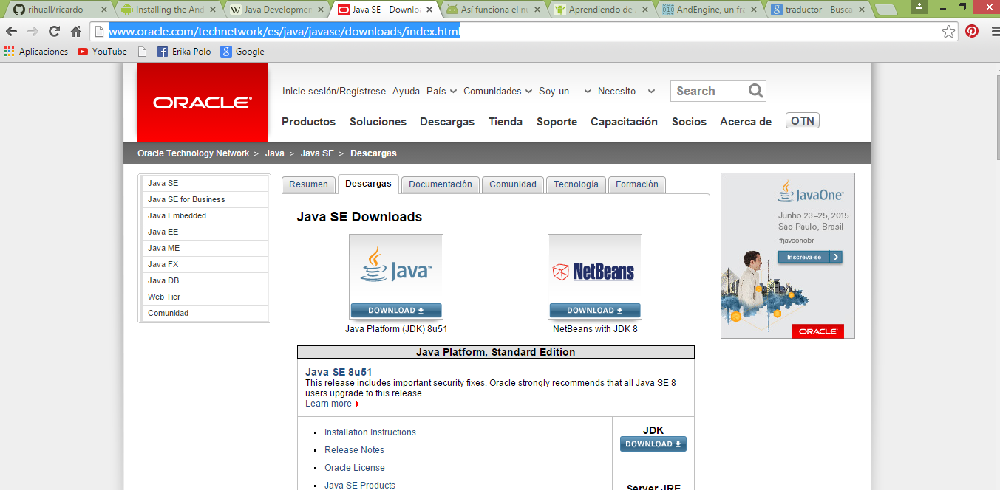 rihuall/ricardo
Installing the And
Java Developmen
Java SE - Downlo
Así funciona el nu
Aprendiendo de
AndEngine, un fra
traductor - Busca
www.oracle.com/technetwork/es/java/javase/downloads/index.html
Aplicaciones YouTube Erika Polo Google
ORACLE
Inicie sesión/Regístrese Ayuda País Comunidades Soy un ... Necesito... Search
Productos Soluciones Descargas Tienda Soporte Capacitación Socios Acerca de OTN
Oracle Technology Network > Java > Java SE > Descargas
Java SE
Java SE for Business
Java Embedded
Java EE
Java ME
Java FX
Java DB
Web Tier
Comunidad
Resumen Descargas Documentación Comunidad Tecnología Formación
Java SE Downloads
Java™
DOWNLOAD
Java Platform (JDK) 8u51
NetBeans
DOWNLOAD
NetBeans with JDK 8
Java Platform, Standard Edition
Java SE 8u51
This release includes important security fixes. Oracle strongly recommends that all Java SE 8
users upgrade to this release
Learn more
Installation Instructions
Release Notes
Oracle License
Java SE Products
JDK
DOWNLOAD
Server JRE
JavaOne™
Junho 23–25, 2015
São Paulo, Brasil
#javaonebr
Inscreva-se
ORACLE